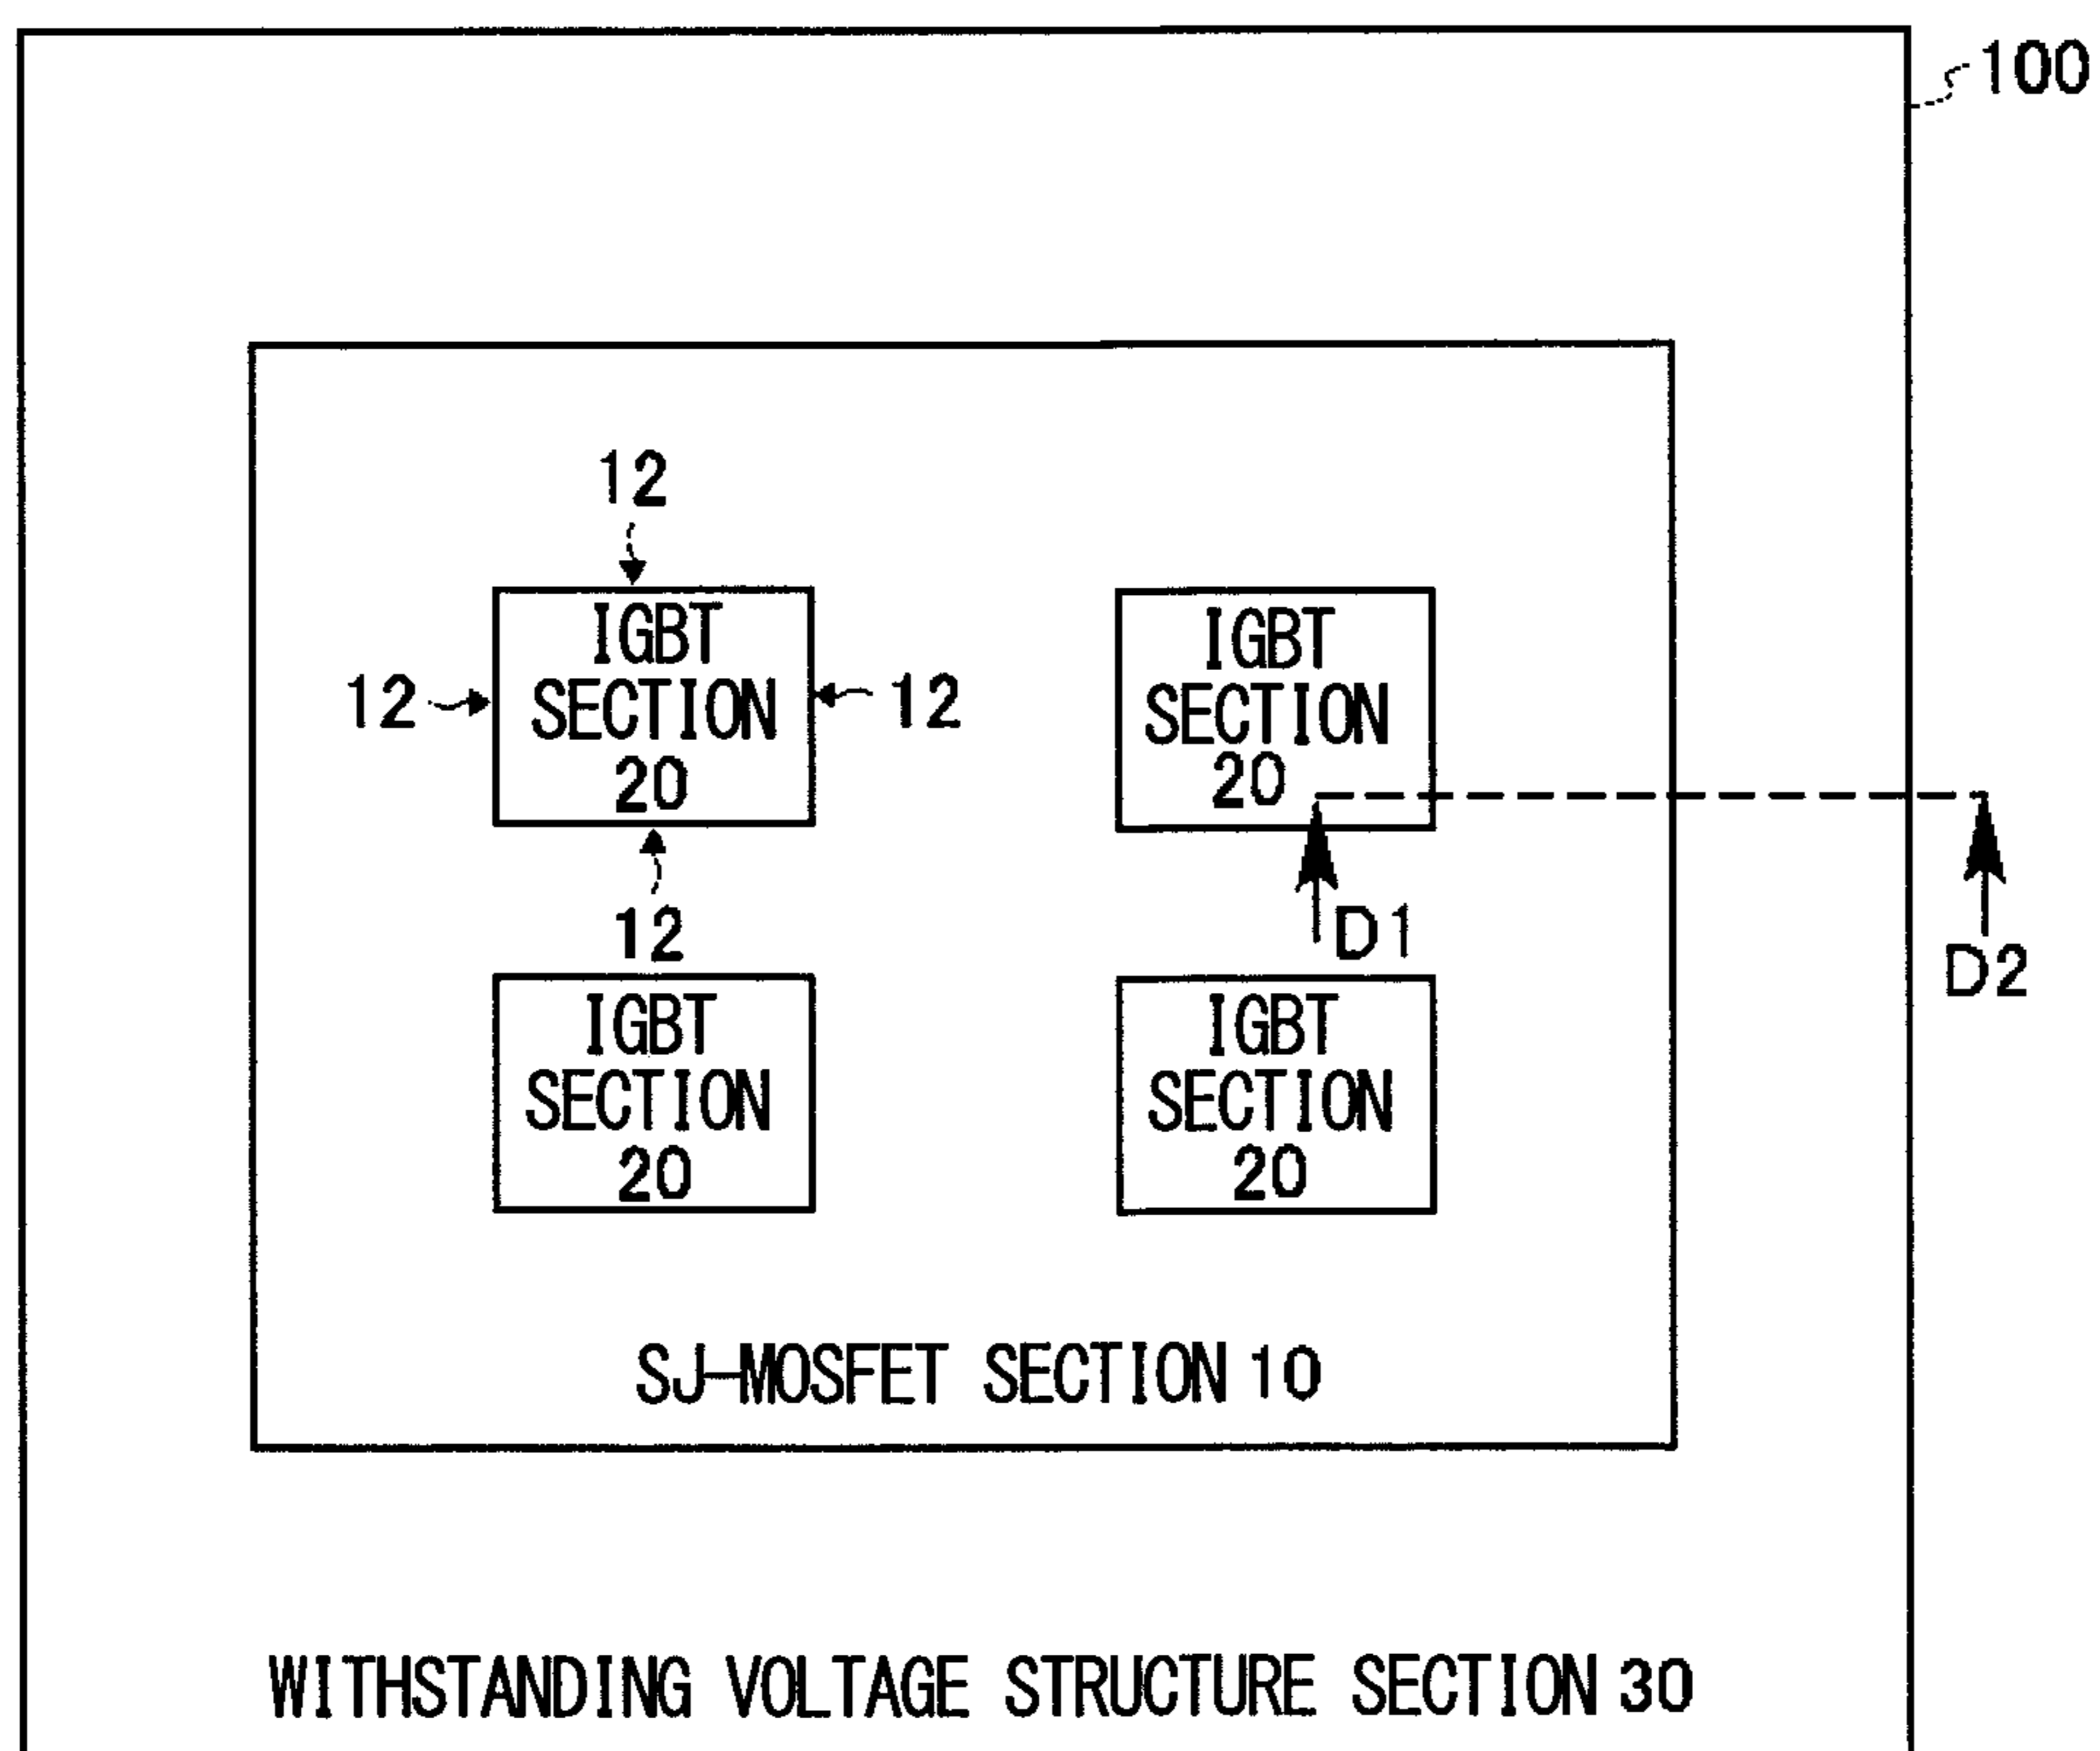 100
12
IGBT
SECTION
20
12
12
12
IGBT
SECTION
20
D1
D2
IGBT
SECTION
20
IGBT
SECTION
20
SJ-MOSFET SECTION 10
WITHSTANDING VOLTAGE STRUCTURE SECTION 30